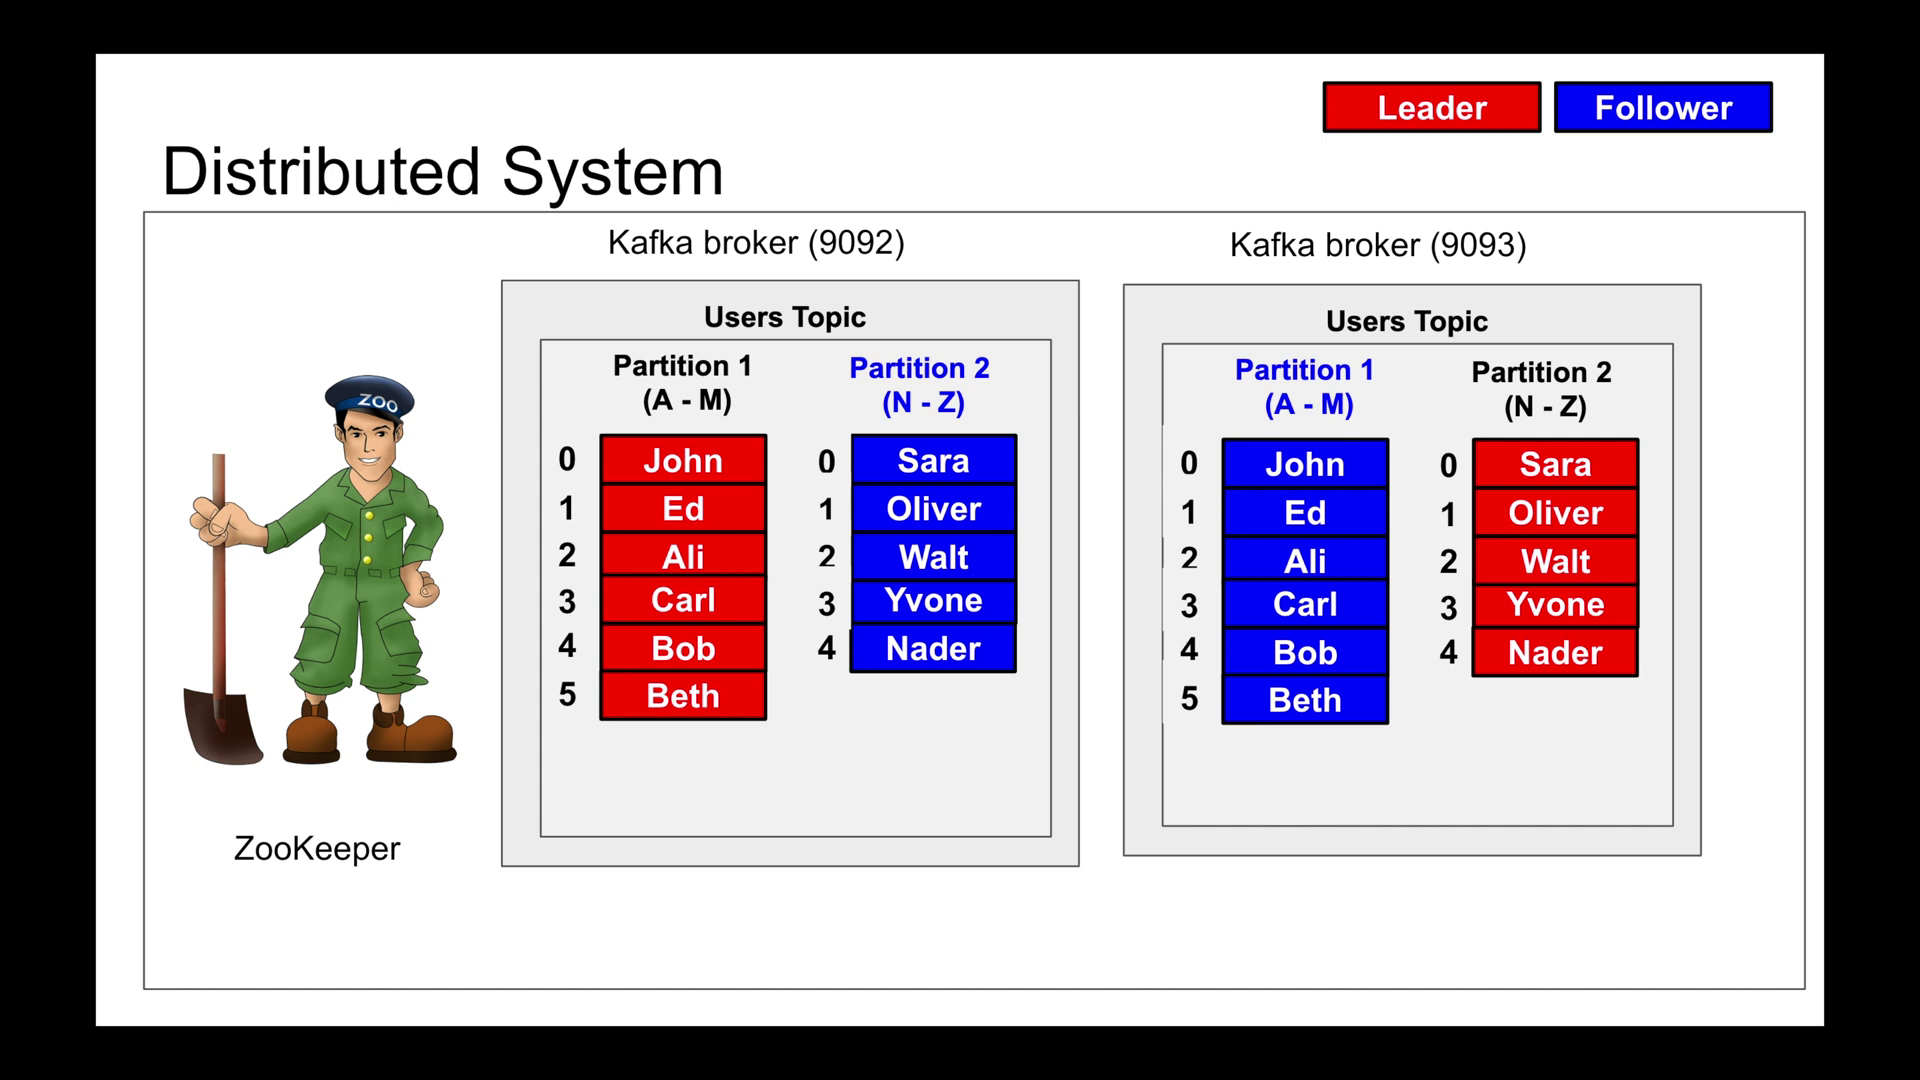 Leader
Follower
Distributed System
Kafka broker (9092)
Users Topic
Partition 1
(A - M)
0 John
1 Ed
2 Ali
3 Carl
4 Bob
5 Beth
Partition 2
(N - Z)
0 Sara
1 Oliver
2 Walt
3 Yvone
4 Nader
Kafka broker (9093)
Users Topic
Partition 1
(A - M)
0 John
1 Ed
2 Ali
3 Carl
4 Bob
5 Beth
Partition 2
(N - Z)
0 Sara
1 Oliver
2 Walt
3 Yvone
4 Nader
ZOO
ZooKeeper